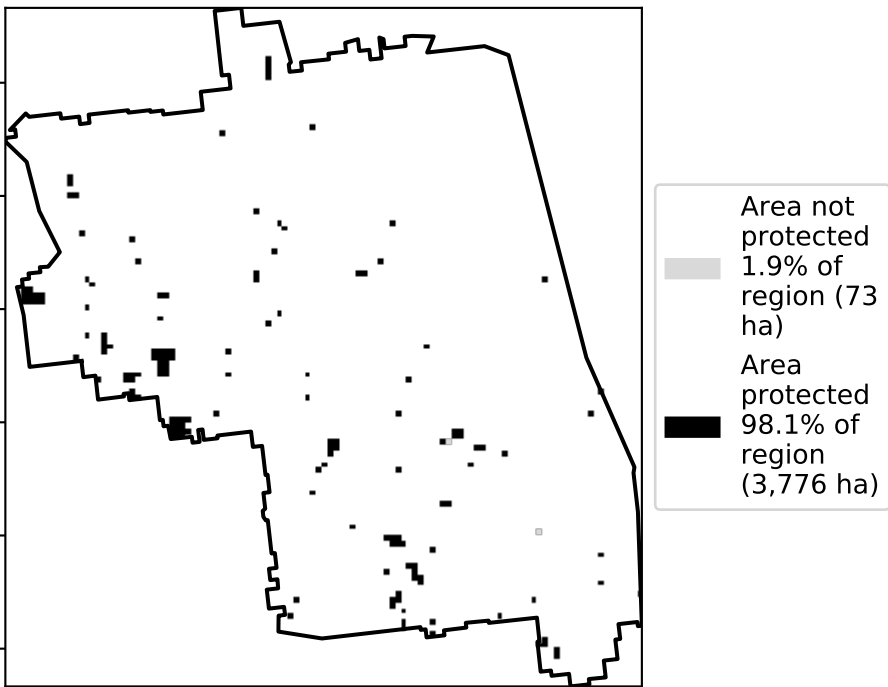 Area not
protected
1.9% of
region (73
ha)
Area
protected
98.1% of
region
(3,776 ha)